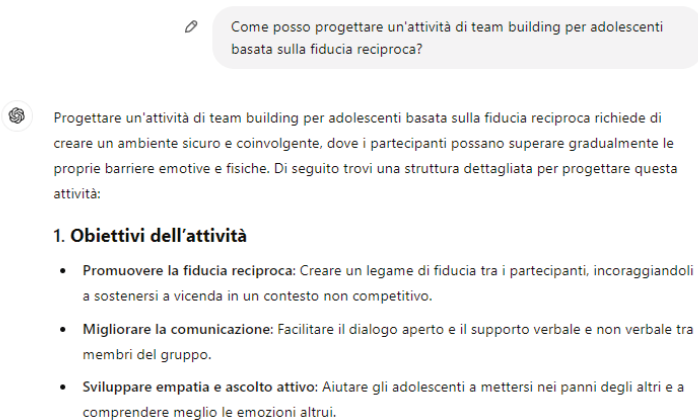 Come posso progettare un'attività di team building per adolescenti
basata sulla fiducia reciproca?
Progettare un'attività di team building per adolescenti basata sulla fiducia reciproca richiede di
creare un ambiente sicuro e coinvolgente, dove i partecipanti possano superare gradualmente le
proprie barriere emotive e fisiche. Di seguito trovi una struttura dettagliata per progettare questa
attività:
1. Obiettivi dell'attività
• Promuovere la fiducia reciproca: Creare un legame di fiducia tra i partecipanti, incoraggiandoli
a sostenersi a vicenda in un contesto non competitivo.
• Migliorare la comunicazione: Facilitare il dialogo aperto e il supporto verbale e non verbale tra
membri del gruppo.
• Sviluppare empatia e ascolto attivo: Aiutare gli adolescenti a mettersi nei panni degli altri e a
comprendere meglio le emozioni altrui.